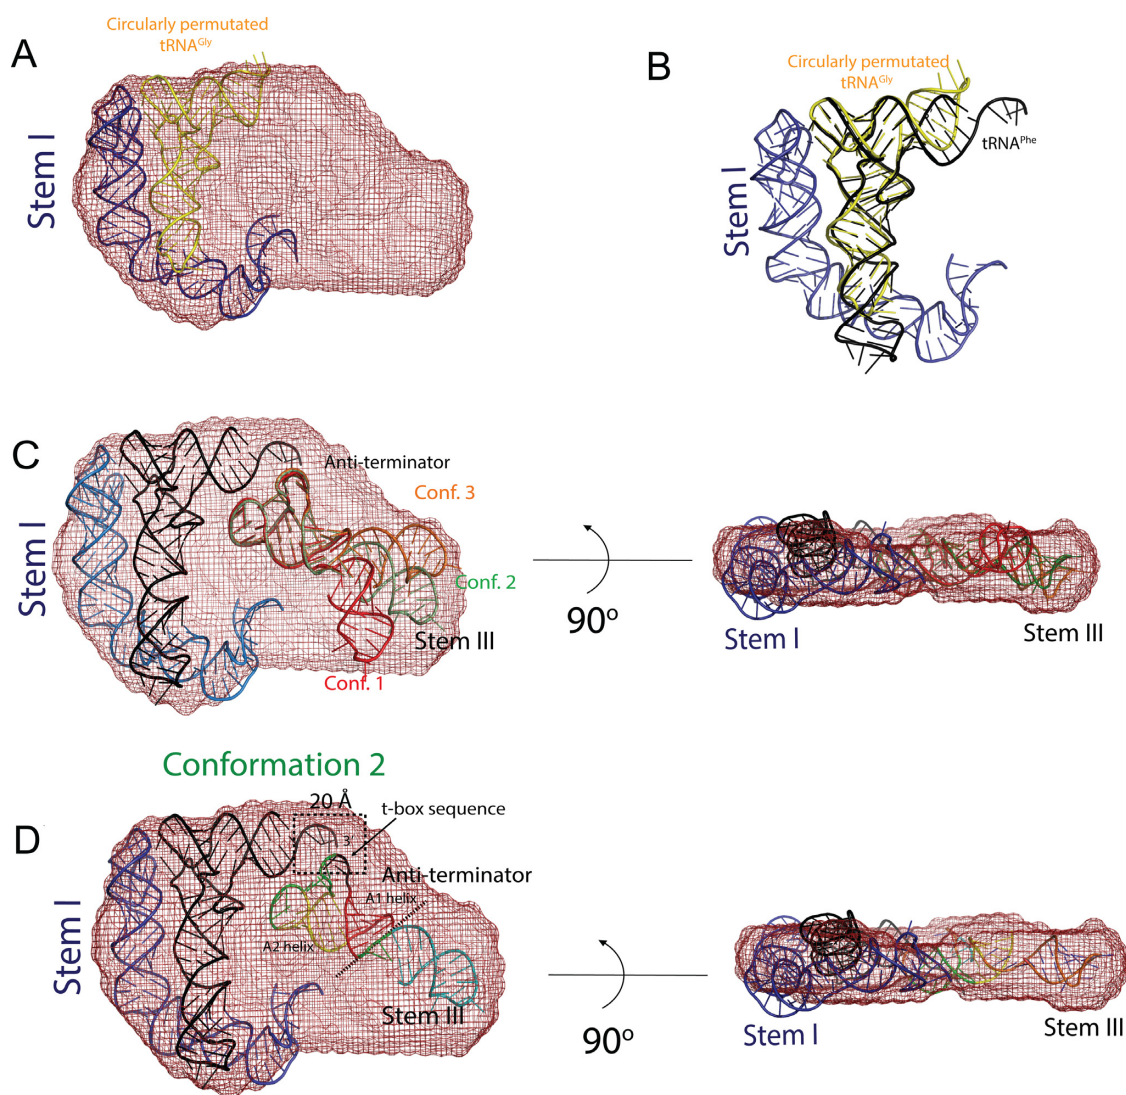 A
Circularly permutated
tRNAGly
Stem I
B
Circularly permutated
tRNAGly
tRNAPhe
Stem I
C
Anti-terminator
Conf. 3
Conf. 2
Stem III
Conf. 1
Stem I
90o
Stem I
Stem III
Conformation 2
D
20 Å
t-box sequence
3'
Anti-terminator
A1 helix
A2 helix
Stem III
Stem I
90o
Stem I
Stem III